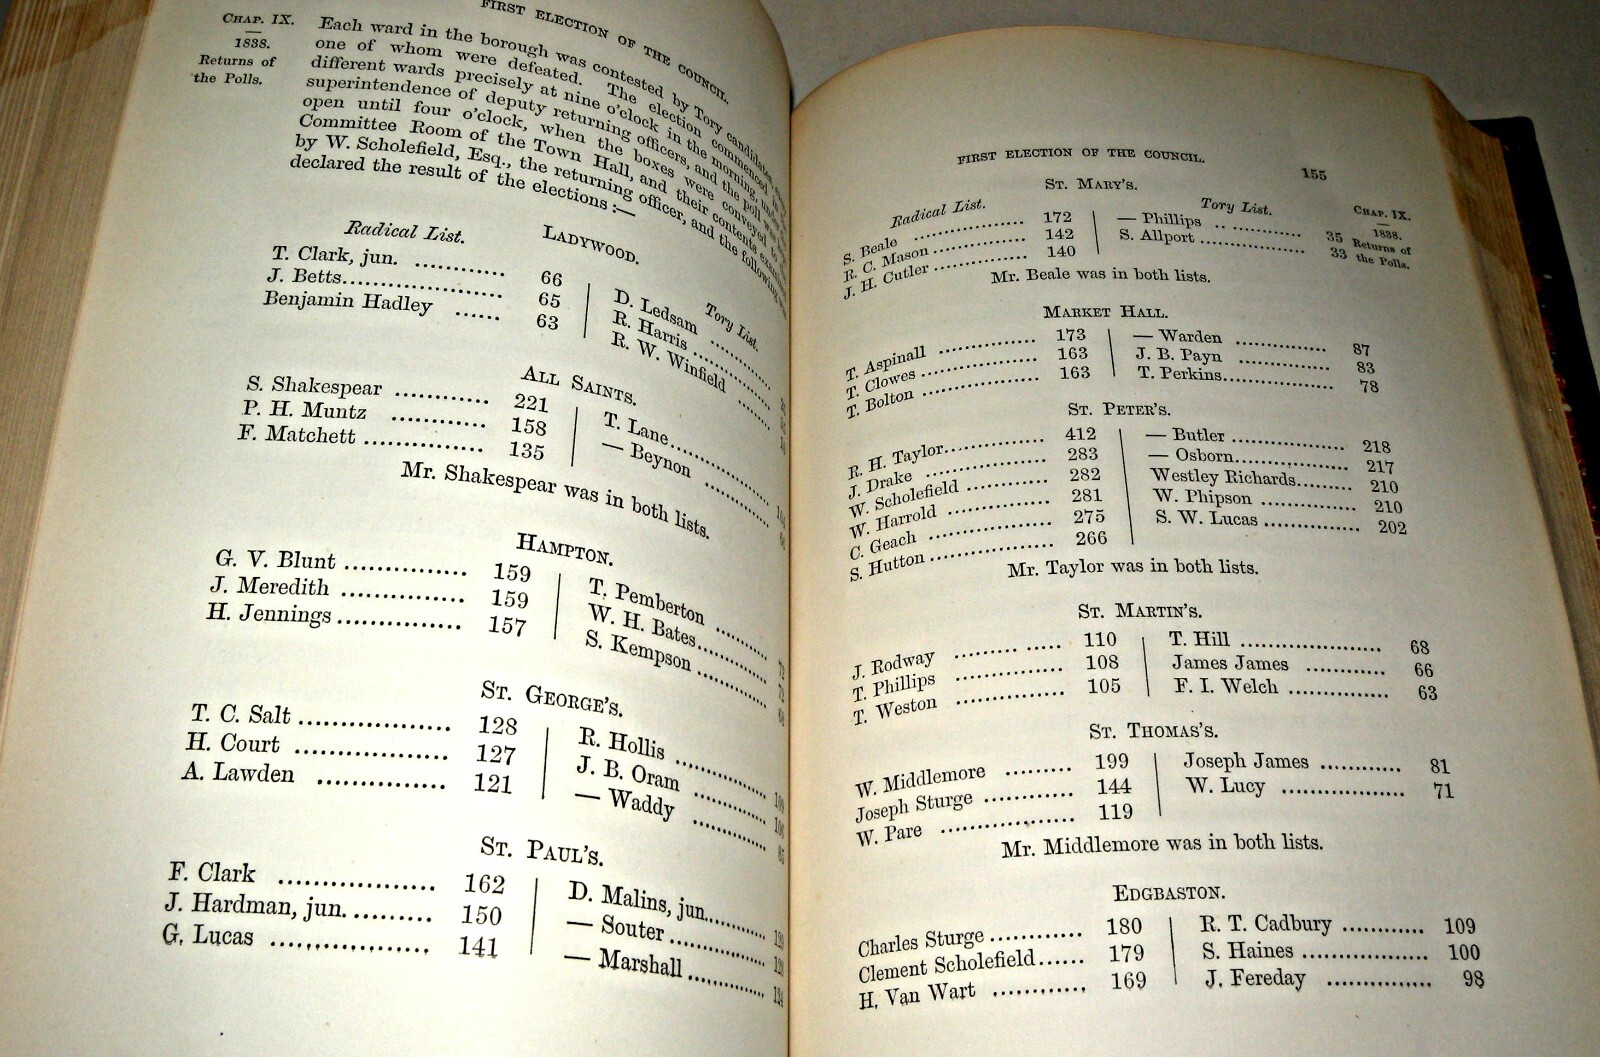 FIRST ELECTION OF THE COUNCIL.
CHAP. IX.
1838.
Returns of
the Polls.
Each ward in the borough was contested by Tory candidates,
one of whom were defeated. The election commenced in
different wards precisely at nine o'clock in the morning, under
superintendence of deputy returning officers, and the poll was
open until four o'clock, when the boxes were conveyed to the
Committee Room of the Town Hall, and their contents examined
by W. Scholefield, Esq., the returning officer, and the following
declared the result of the elections :—
LADYWOOD.
Radical List. Tory List.
T. Clark, jun. ............ 66 D. Ledsam ............
J. Betts...................... 65 R. Harris ............
Benjamin Hadley ...... 63 R. W. Winfield ......
ALL SAINTS.
S. Shakespear ............ 221 T. Lane..................
P. H. Muntz ............ 158 — Beynon ............
F. Matchett ............... 135
Mr. Shakespear was in both lists.
HAMPTON.
G. V. Blunt ............... 159 T. Pemberton .........
J. Meredith ............... 159 W. H. Bates............
H. Jennings............... 157 S. Kempson ............
ST. GEORGE'S.
T. C. Salt .................. 128 R. Hollis ...............
H. Court .................. 127 J. B. Oram ............
A. Lawden ............... 121 — Waddy ............
ST. PAUL'S.
F. Clark .................. 162 D. Malins, jun.........
J. Hardman, jun.......... 150 — Souter ...............
G. Lucas .................. 141 — Marshall ............
FIRST ELECTION OF THE COUNCIL. 155
ST. MARY'S.
Radical List. Tory List.
S. Beale .................. 172 — Phillips .. ............ 35
R. C. Mason ............... 142 S. Allport .................. 33
J. H. Cutler ............... 140
Mr. Beale was in both lists.
CHAP. IX.
1838.
Returns of
the Polls.
MARKET HALL.
T. Aspinall ............... 173 — Warden ............... 87
T. Clowes .................. 163 J. B. Payn ............... 83
T. Bolton .................. 163 T. Perkins.................. 78
ST. PETER'S.
R. H. Taylor............... 412 — Butler .................. 218
J. Drake .................. 283 — Osborn.................. 217
W. Scholefield ............ 282 Westley Richards......... 210
W. Harrold ............... 281 W. Phipson ............... 210
C. Geach .................. 275 S. W. Lucas ............... 202
S. Hutton .................. 266
Mr. Taylor was in both lists.
ST. MARTIN'S.
J. Rodway ......... ..... 110 T. Hill ..................... 68
T. Phillips ............... 108 James James ............ 66
T. Weston ............... 105 F. I. Welch ............... 63
ST. THOMAS'S.
W. Middlemore ......... 199 Joseph James ............ 81
Joseph Sturge ............ 144 W. Lucy .................. 71
W. Pare .................. 119
Mr. Middlemore was in both lists.
EDGBASTON.
Charles Sturge ............ 180 R. T. Cadbury ............ 109
Clement Scholefield...... 179 S. Haines .................. 100
H. Van Wart ............ 169 J. Fereday ............... 98